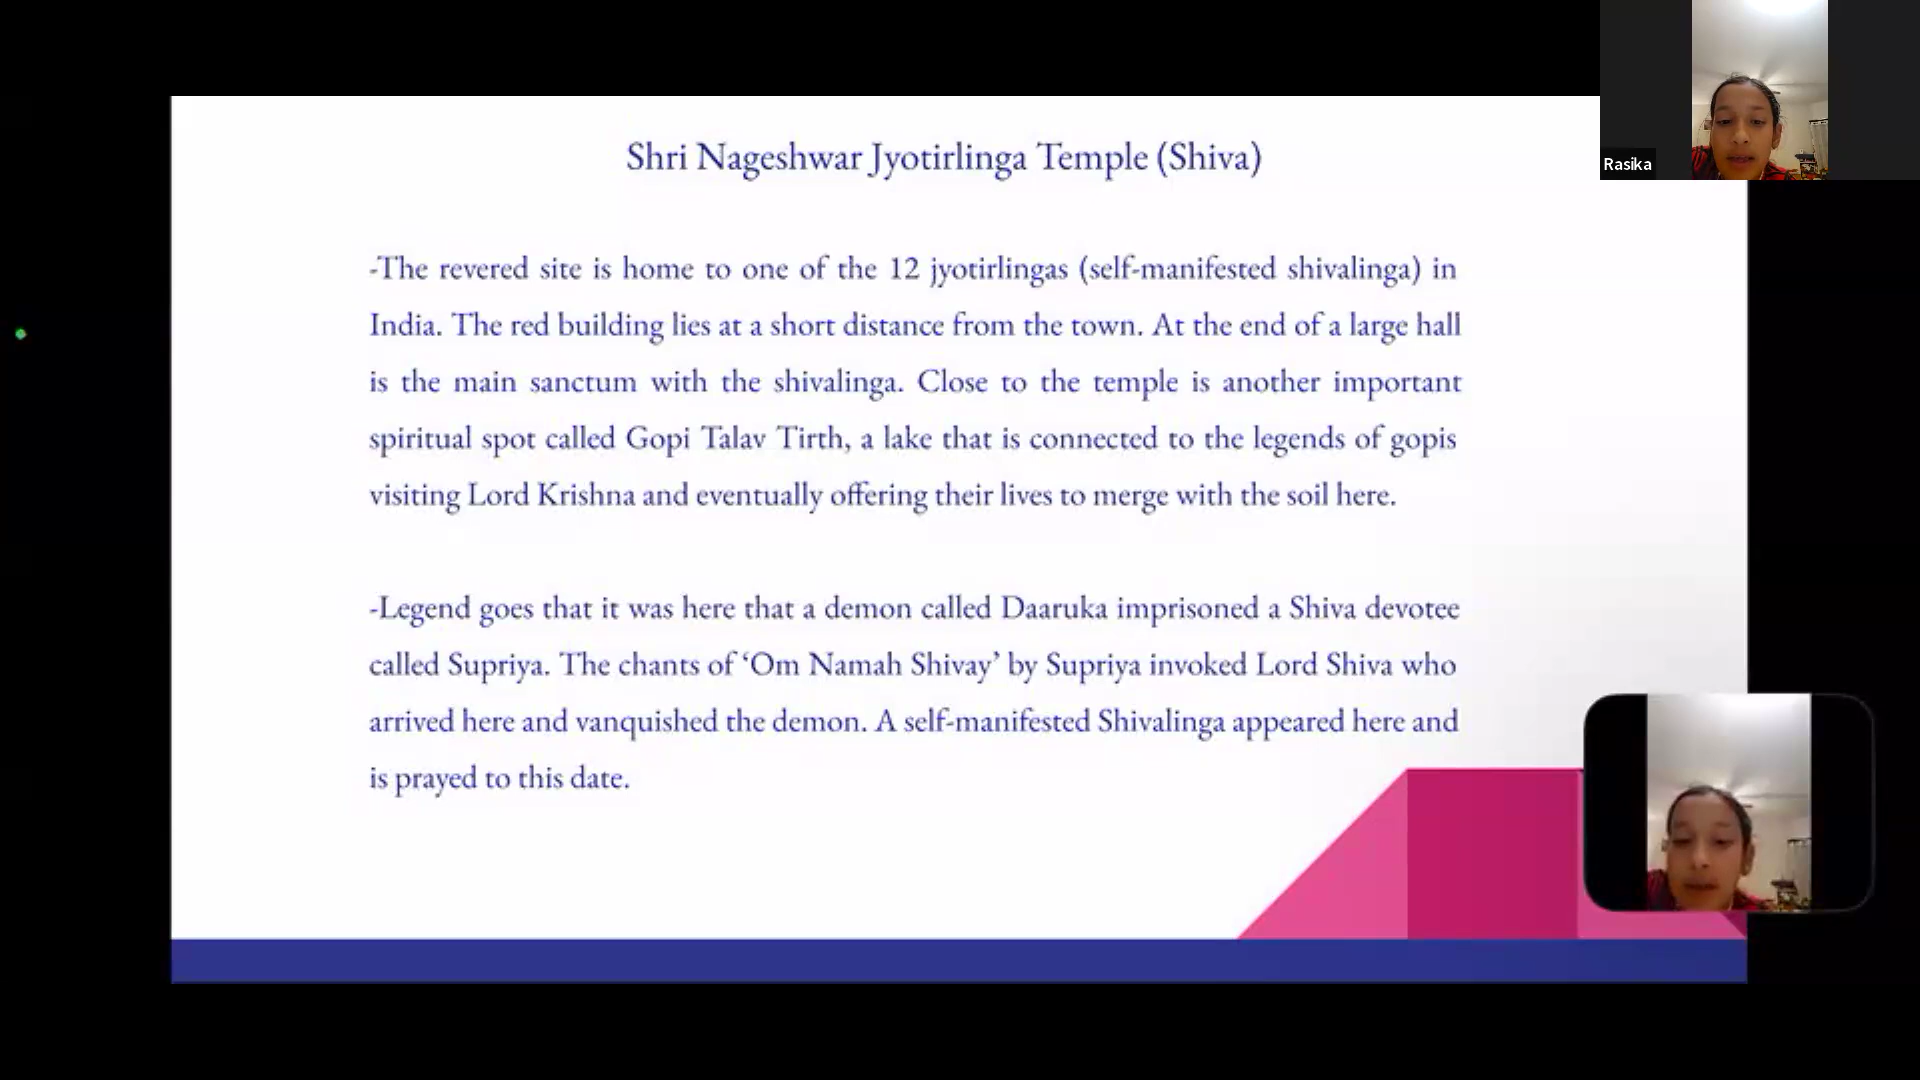 Shri Nageshwar Jyotirlinga Temple (Shiva)
-The revered site is home to one of the 12 jyotirlingas (self-manifested shivalinga) in
India. The red building lies at a short distance from the town. At the end of a large hall
is the main sanctum with the shivalinga. Close to the temple is another important
spiritual spot called Gopi Talav Tirth, a lake that is connected to the legends of gopis
visiting Lord Krishna and eventually offering their lives to merge with the soil here.
-Legend goes that it was here that a demon called Daaruka imprisoned a Shiva devotee
called Supriya. The chants of ‘Om Namah Shivay’ by Supriya invoked Lord Shiva who
arrived here and vanquished the demon. A self-manifested Shivalinga appeared here and
is prayed to this date.
Rasika